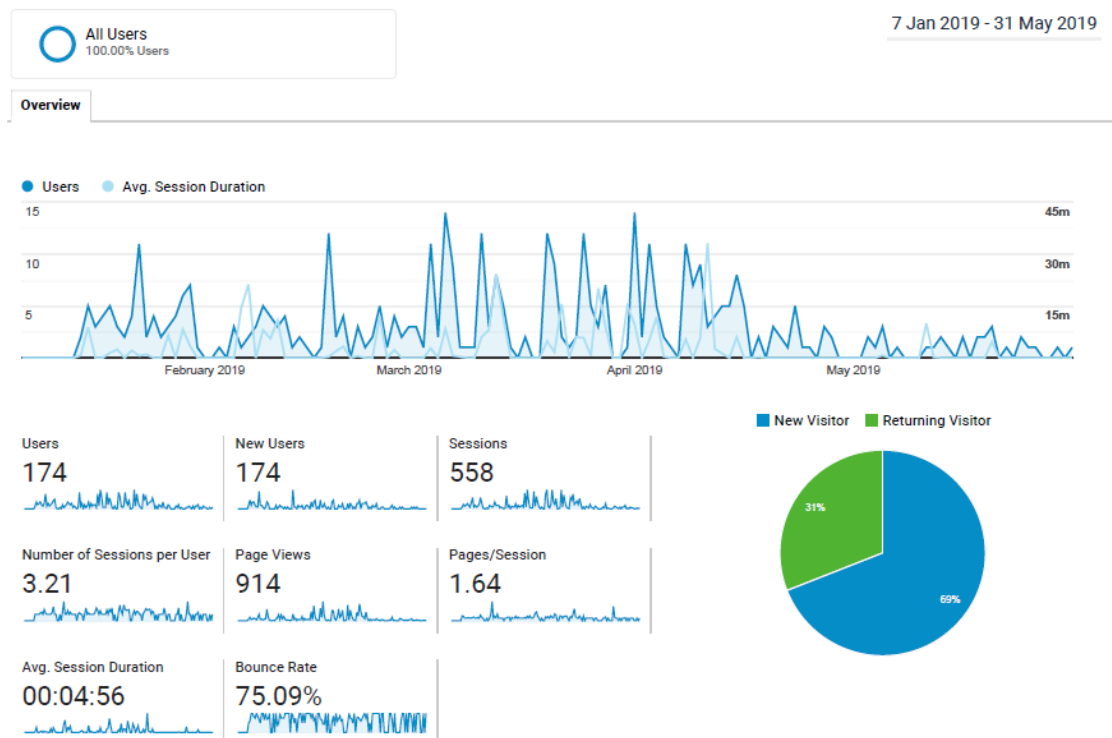 All Users
100.00% Users
7 Jan 2019 - 31 May 2019
Overview
Users Avg. Session Duration
15 45m
10 30m
5 15m
February 2019 March 2019 April 2019 May 2019
New Visitor Returning Visitor
Users New Users Sessions
174 174 558
Number of Sessions per User Page Views Pages/Session
3.21 914 1.64
31%
69%
Avg. Session Duration Bounce Rate
00:04:56 75.09%